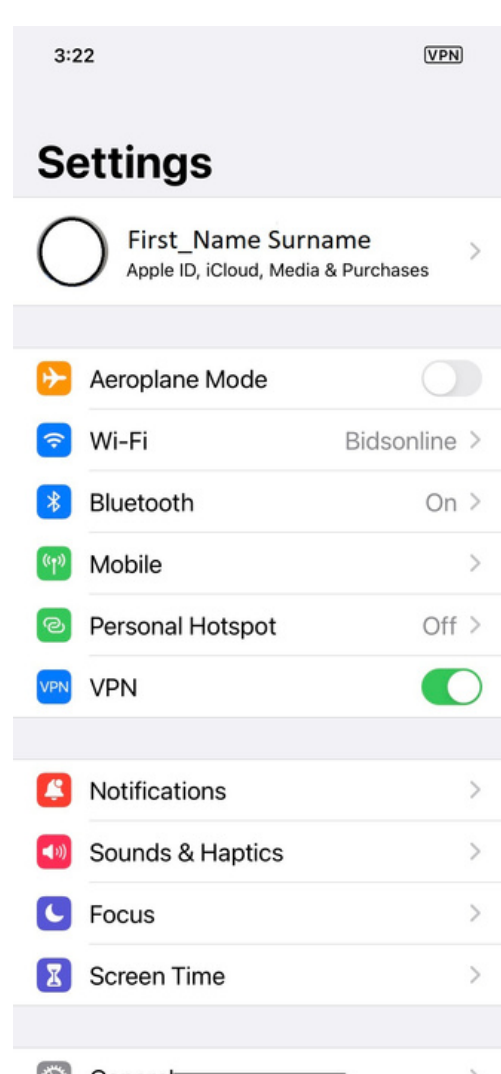 3:22 VPN
Settings
First_Name Surname
Apple ID, iCloud, Media & Purchases
Aeroplane Mode
Wi-Fi Bidsonline
Bluetooth On
Mobile
Personal Hotspot Off
VPN VPN
Notifications
Sounds & Haptics
Focus
Screen Time